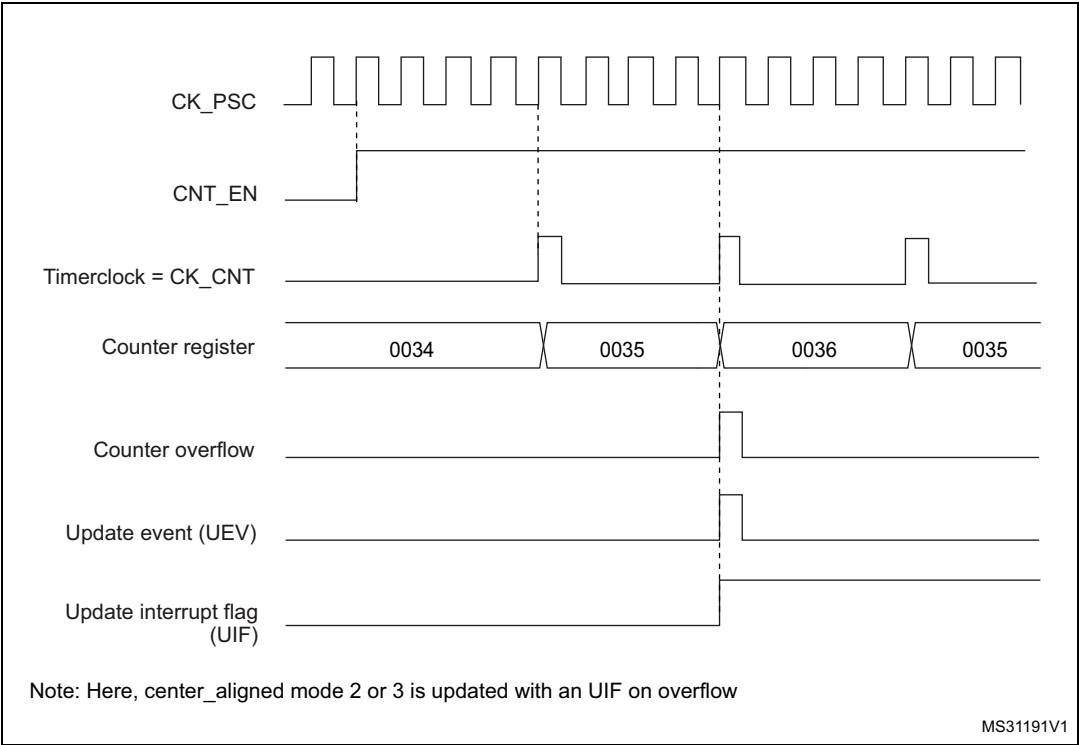 CK_PSC
CNT_EN
Timerclock = CK_CNT
Counter register
0034
0035
0036
0035
Counter overflow
Update event (UEV)
Update interrupt flag
(UIF)
Note: Here, center_aligned mode 2 or 3 is updated with an UIF on overflow
MS31191V1